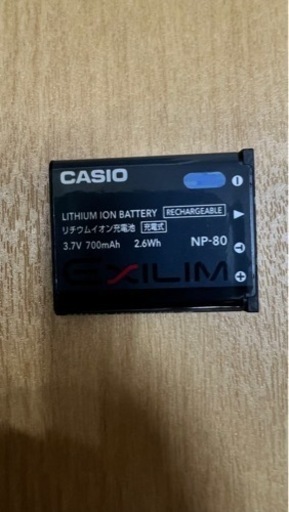 CASIO
LITHIUM ION BATTERY RECHARGEABLE
リチウムイオン充電池 充電式
3.7V 700mAh 2.6Wh NP-80
EXILIM